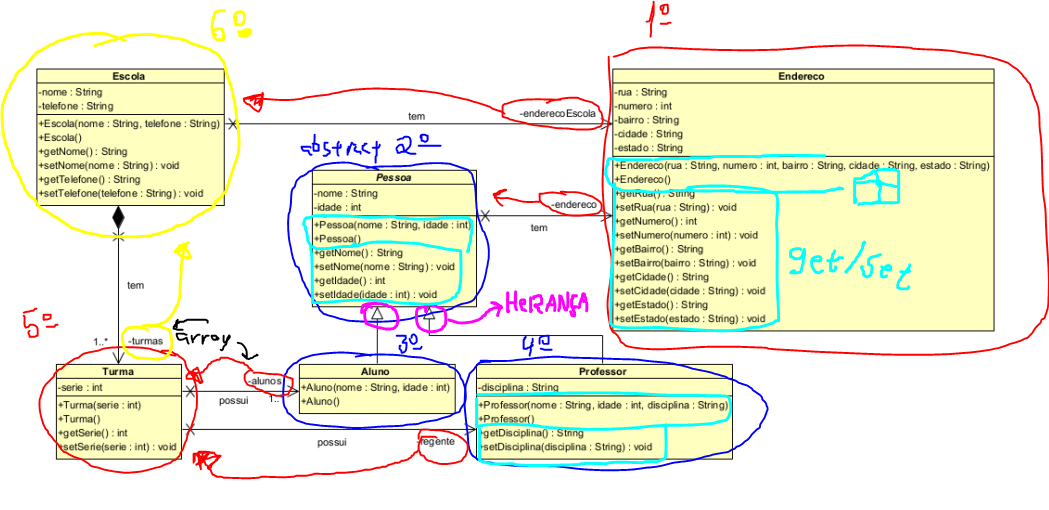 6º
1º
Escola
-nome : String
-telefone : String
+Escola(nome : String, telefone : String)
+Escola()
+getNome() : String
+setNome(nome : String) : void
+getTelefone() : String
+setTelefone(telefone : String) : void
tem
-enderecoEscola
Endereco
-rua : String
-numero : int
-bairro : String
-cidade : String
-estado : String
+Endereco(rua : String, numero : int, bairro : String, cidade : String, estado : String)
+Endereco()
+getRua() : String
+setRua(rua : String) : void
+getNumero() : int
+setNumero(numero : int) : void
+getBairro() : String
+setBairro(bairro : String) : void
+getCidade() : String
+setCidade(cidade : String) : void
+getEstado() : String
+setEstado(estado : String) : void
get/set
abstract 2º
Pessoa
-nome : String
-idade : int
+Pessoa(nome : String, idade : int)
+Pessoa()
+getNome() : String
+setNome(nome : String) : void
+getIdade() : int
+setIdade(idade : int) : void
-endereco
tem
HERANÇA
tem
5º
1..*
-turmas
array
3º
4º
Turma
-serie : int
+Turma(serie : int)
+Turma()
+getSerie() : int
+setSerie(serie : int) : void
-alunos
possui
1..
Aluno
+Aluno(nome : String, idade : int)
+Aluno()
possui
-regente
Professor
-disciplina : String
+Professor(nome : String, idade : int, disciplina : String)
+Professor()
+getDisciplina() : String
+setDisciplina(disciplina : String) : void